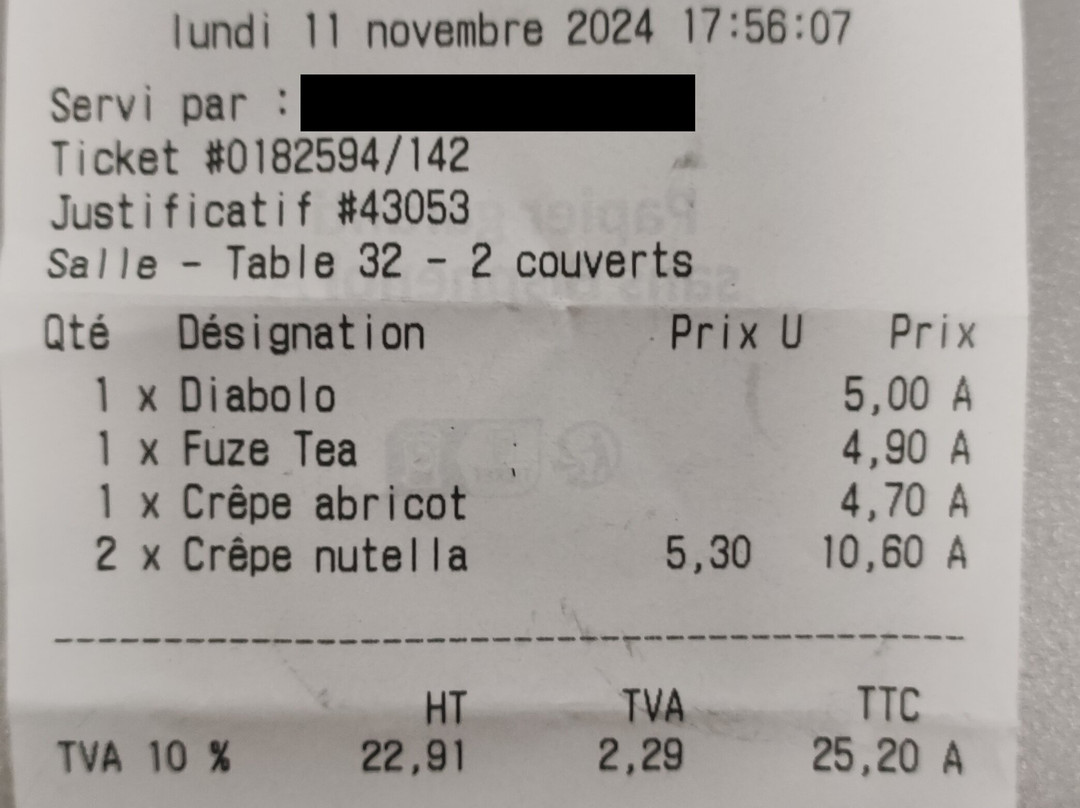 lundi 11 novembre 2024 17:56:07
Servi par :
Ticket #0182594/142
Justificatif #43053
Salle - Table 32 - 2 couverts
Qté Désignation Prix U Prix
1 x Diabolo 5,00 A
1 x Fuze Tea 4,90 A
1 x Crêpe abricot 4,70 A
2 x Crêpe nutella 5,30 10,60 A
HT TVA TTC
TVA 10 % 22,91 2,29 25,20 A